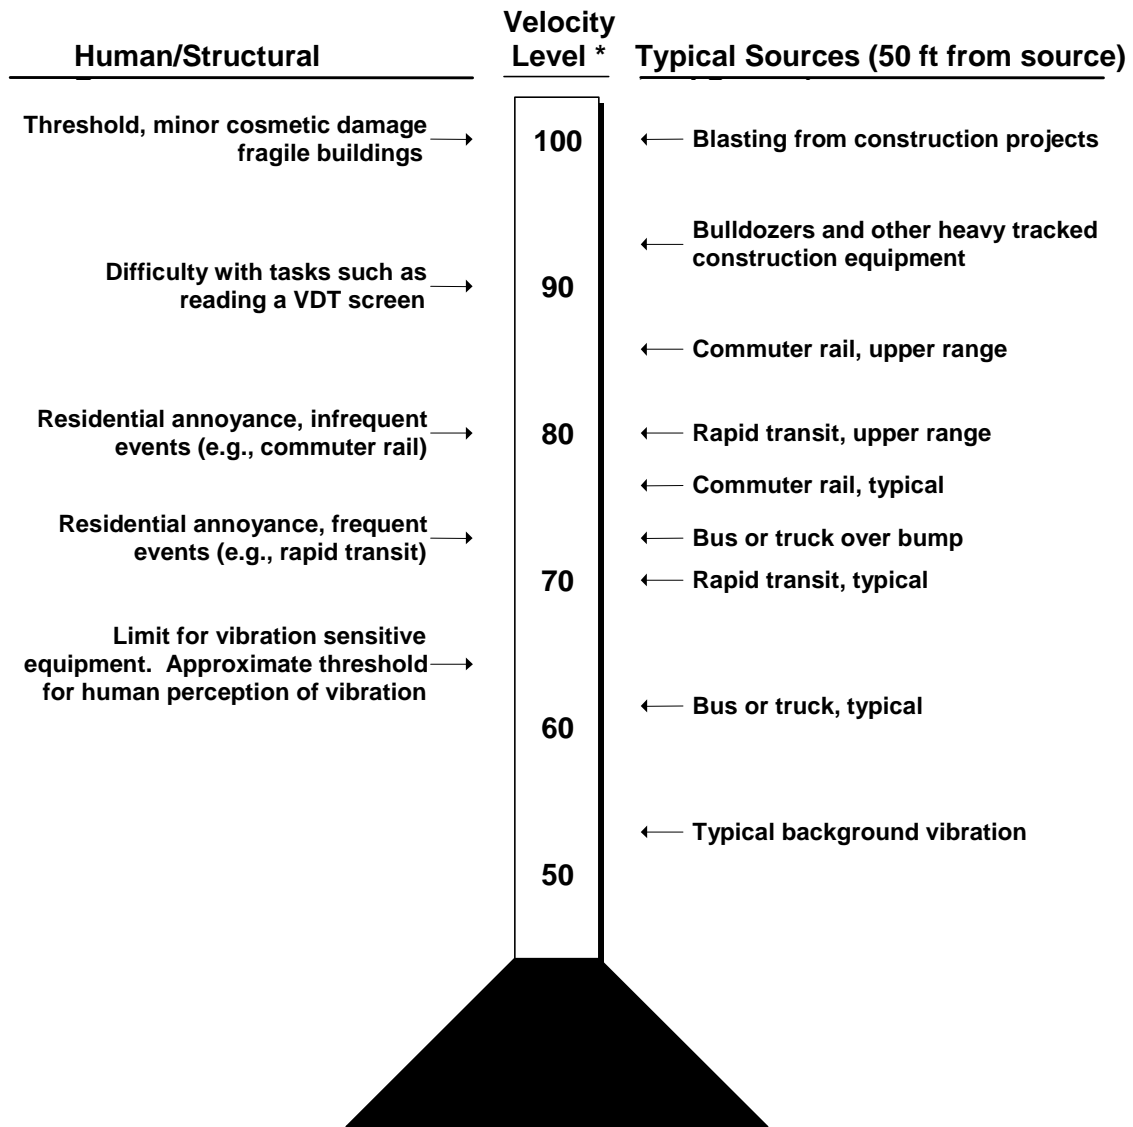 Human/Structural
Velocity
Level *
Typical Sources (50 ft from source)
Threshold, minor cosmetic damage
fragile buildings
100
Blasting from construction projects
Bulldozers and other heavy tracked
construction equipment
Difficulty with tasks such as
reading a VDT screen
90
Commuter rail, upper range
Residential annoyance, infrequent
events (e.g., commuter rail)
80
Rapid transit, upper range
Commuter rail, typical
Residential annoyance, frequent
events (e.g., rapid transit)
Bus or truck over bump
70
Rapid transit, typical
Limit for vibration sensitive
equipment.  Approximate threshold
for human perception of vibration
Bus or truck, typical
60
Typical background vibration
50